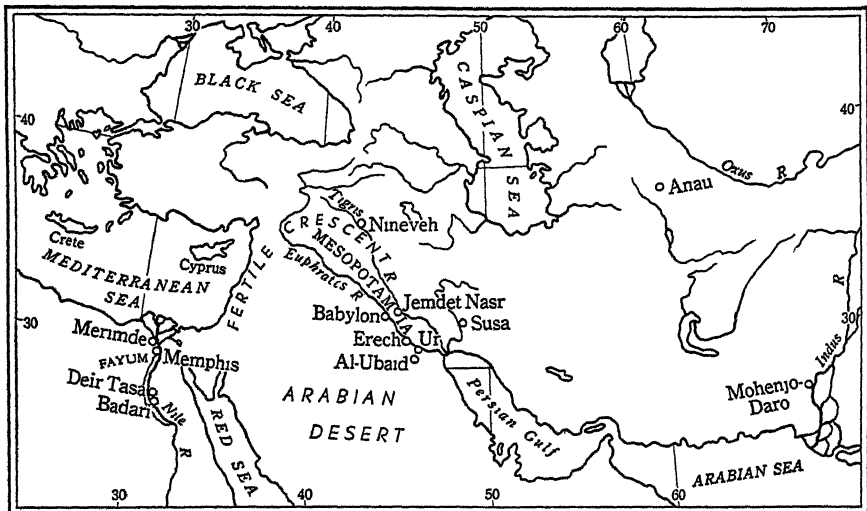 30
50
60
70
BLACK SEA
CASPIAN SEA
40
40
Oxus R
Anau
Tigris R
Nineveh
CRESCENT
MESOPOTAMIA
Crete
Cyprus
FERTILE
Euphrates R
MEDITERRANEAN
SEA
Jemdet Nasr
Babylon
Susa
30
30
Erech
Ur
Al-Ubaid
Merimde
FAYUM
Memphis
Indus R
Mohenjo-
Daro
Deir Tasa
Badari
Nile R
RED SEA
ARABIAN
DESERT
Persian Gulf
ARABIAN SEA
30
40
50
60